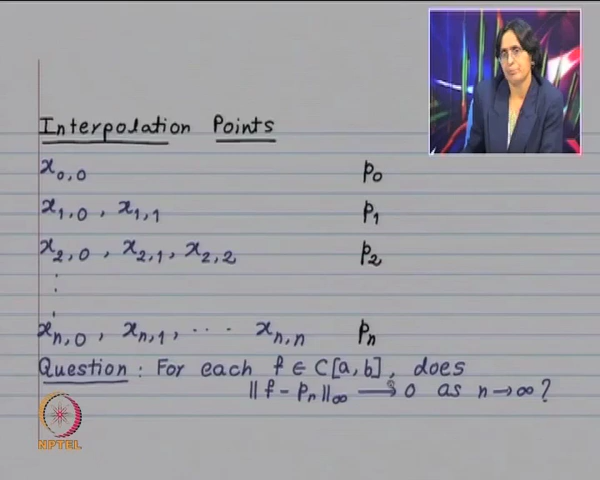 Interpolation Points
x₀,₀ p₀
x₁,₀ , x₁,₁ p₁
x₂,₀ , x₂,₁ , x₂,₂ p₂
:
.
xₙ,₀ , xₙ,₁ , ⋯ xₙ,ₙ pₙ
Question : For each f ∈ C[a,b], does
‖f - pₙ‖∞ → 0 as n → ∞ ?
NPTEL